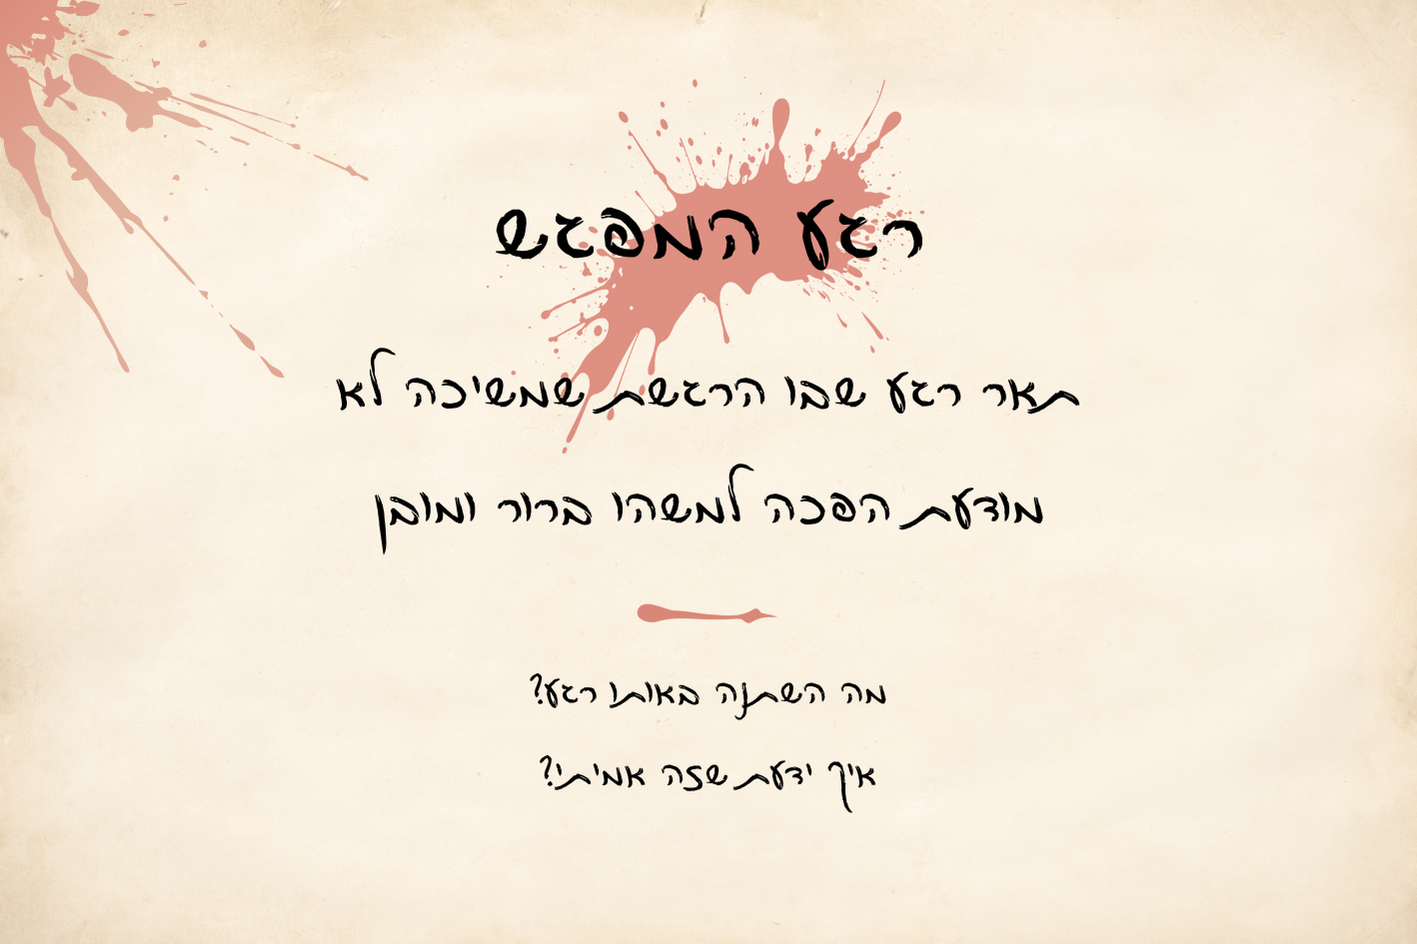 רגע המפגש
תאר רגע שבו הרגשת שמשיכה לא
מודעת הפכה למשהו ברור ומובן
מה השתנה באותו רגע?
איך ידעת שזה אמיתי?